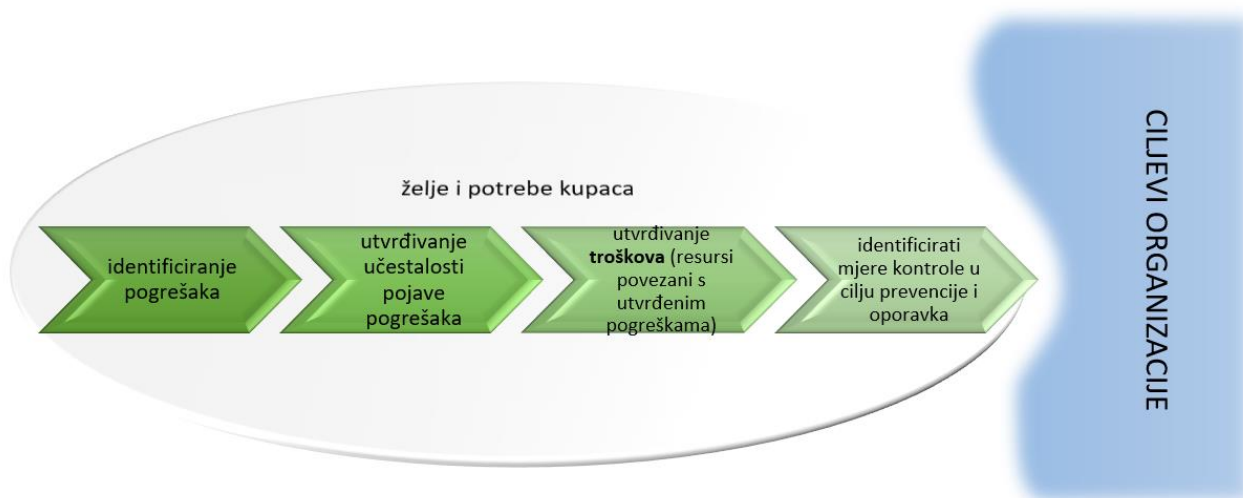 želje i potrebe kupaca
identificiranje
pogrešaka
utvrđivanje
učestalosti
pojave
pogrešaka
utvrđivanje
troškova (resursi
povezani s
utvrđenim
pogreškama)
identificirati
mjere kontrole u
cilju prevencije i
oporavka
CILJEVI ORGANIZACIJE